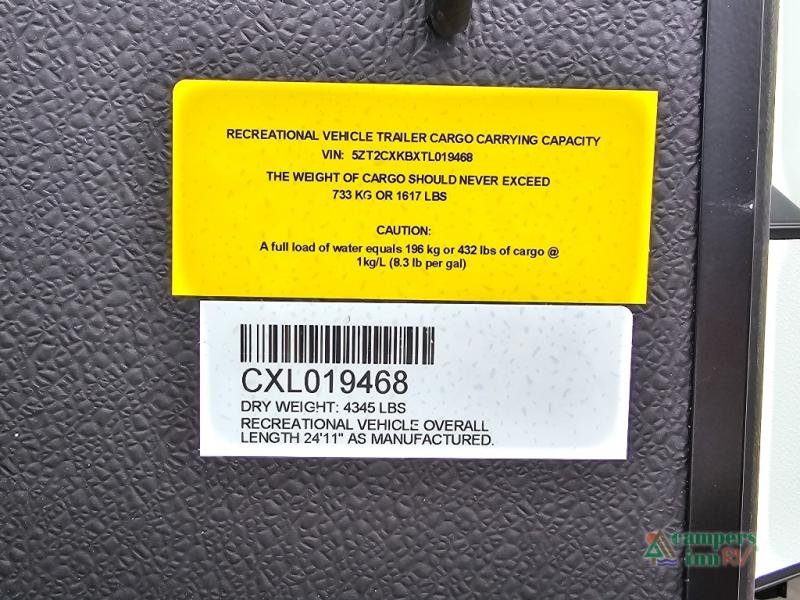 RECREATIONAL VEHICLE TRAILER CARGO CARRYING CAPACITY
VIN: 5ZT2CXKBXTL019468
THE WEIGHT OF CARGO SHOULD NEVER EXCEED
733 KG OR 1617 LBS
CAUTION:
A full load of water equals 196 kg or 432 lbs of cargo @
1kg/L (8.3 lb per gal)
CXL019468
DRY WEIGHT: 4345 LBS
RECREATIONAL VEHICLE OVERALL
LENGTH 24'11" AS MANUFACTURED.
campers
inn RV